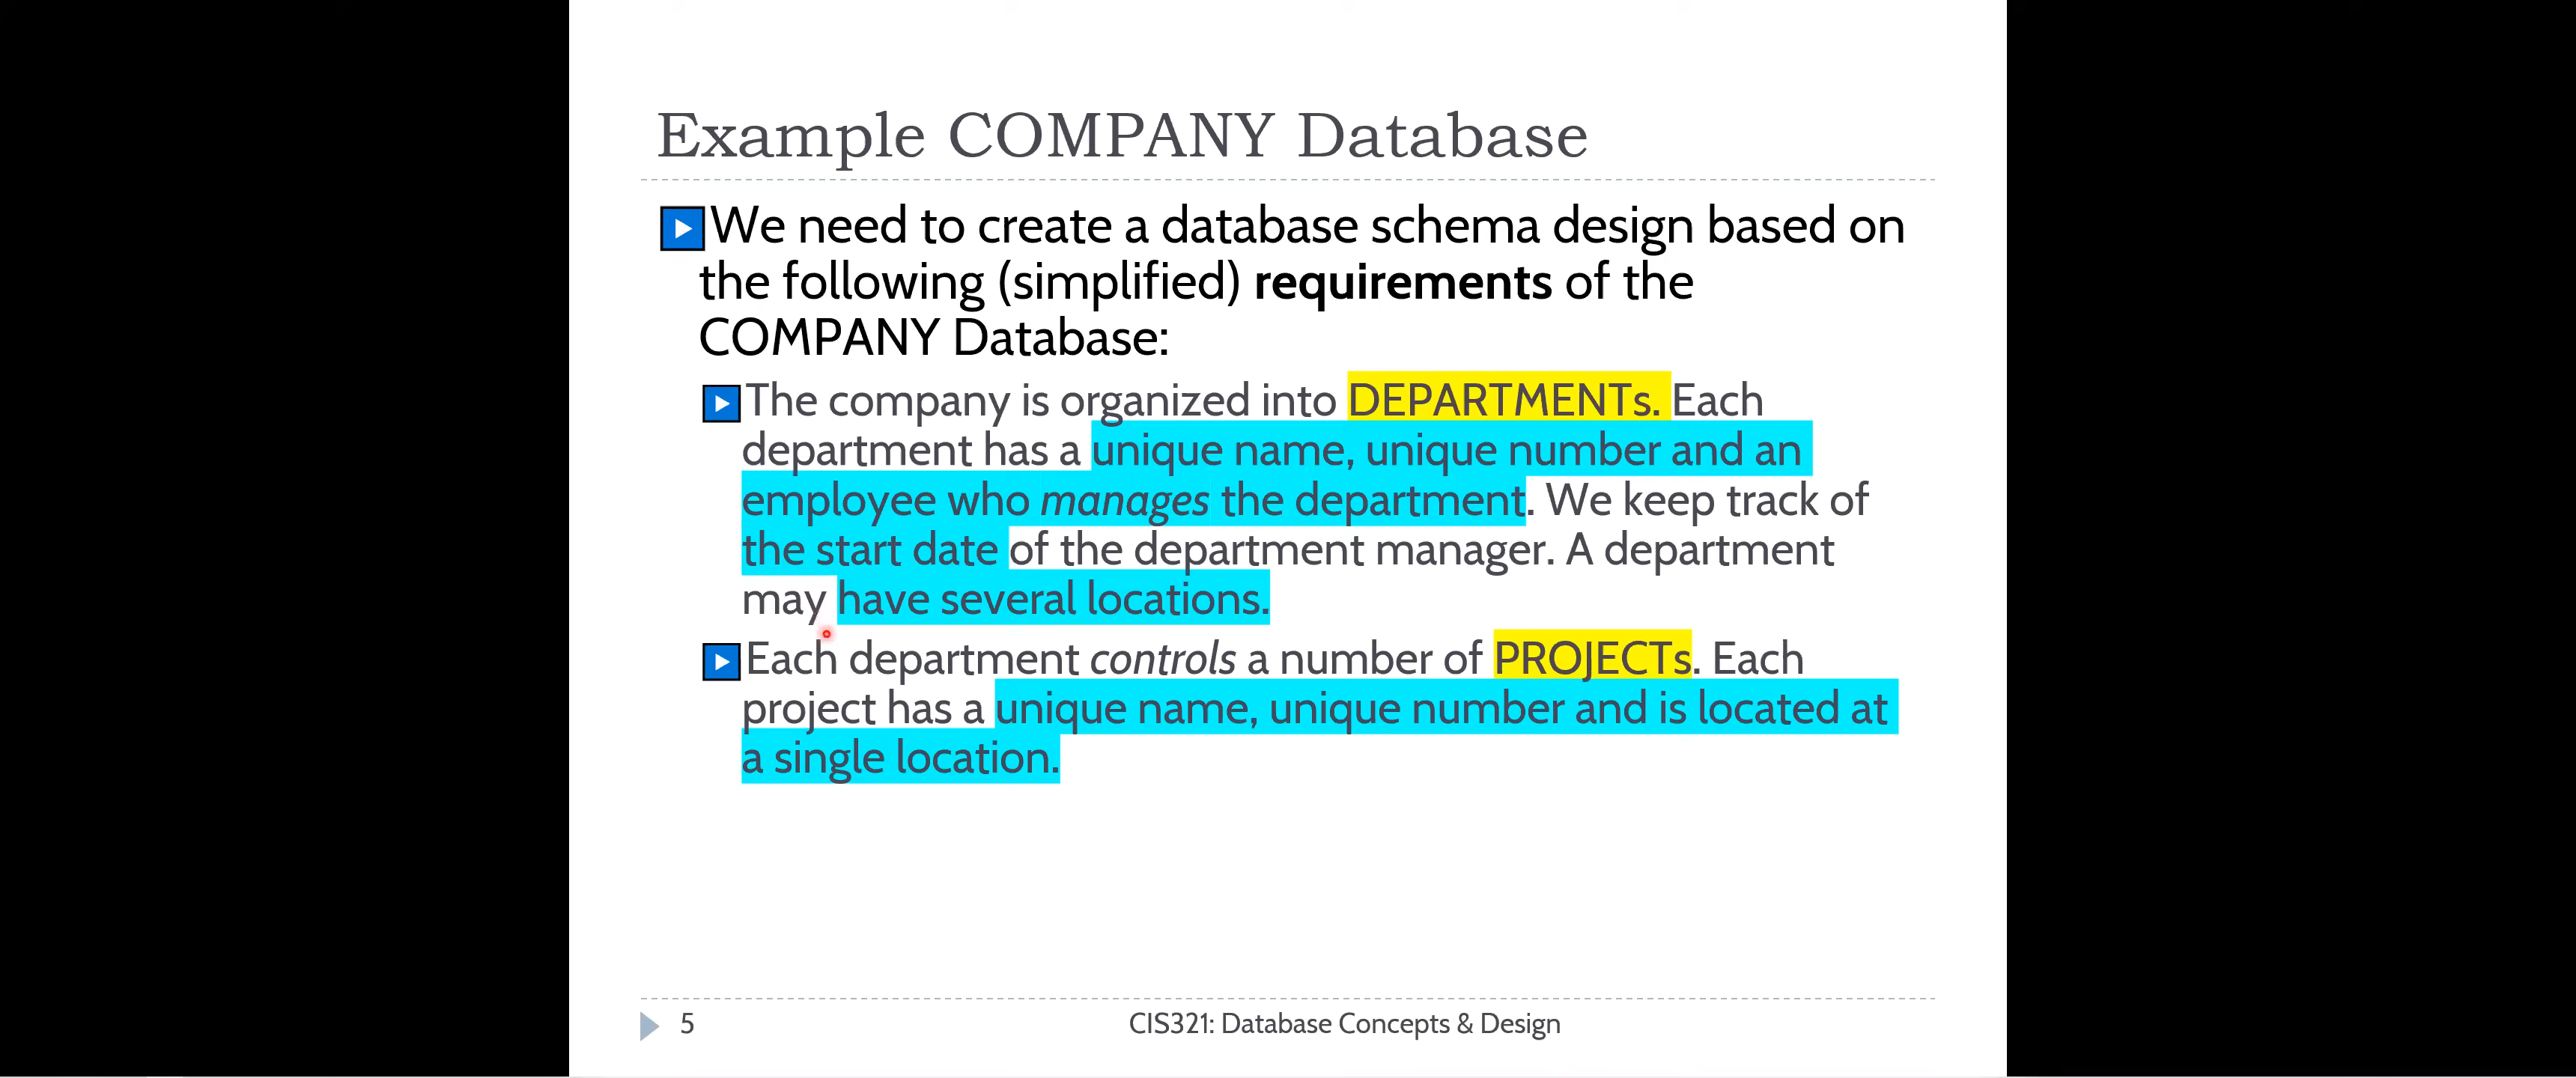 Example COMPANY Database
We need to create a database schema design based on
the following (simplified) requirements of the
COMPANY Database:
The company is organized into DEPARTMENTs. Each
department has a unique name, unique number and an
employee who manages the department. We keep track of
the start date of the department manager. A department
may have several locations.
Each department controls a number of PROJECTs. Each
project has a unique name, unique number and is located at
a single location.
5
CIS321: Database Concepts & Design